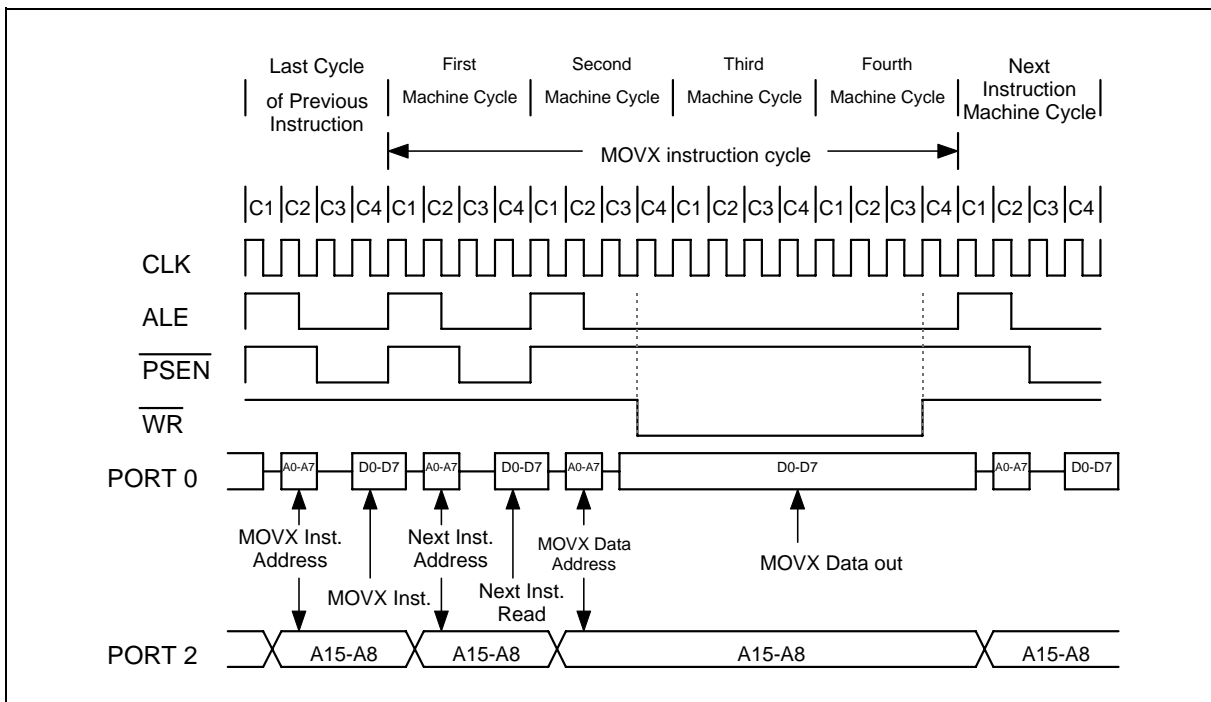 Last Cycle
of Previous
Instruction
First
Machine Cycle
Second
Machine Cycle
Third
Machine Cycle
Fourth
Machine Cycle
Next
Instruction
Machine Cycle
MOVX instruction cycle
C1 C2 C3 C4 C1 C2 C3 C4 C1 C2 C3 C4 C1 C2 C3 C4 C1 C2 C3 C4 C1 C2 C3 C4
CLK
ALE
PSEN
WR
PORT 0
A0-A7 D0-D7 A0-A7 D0-D7 A0-A7 D0-D7 A0-A7 D0-D7
MOVX Inst.
Address
MOVX Inst.
Next Inst.
Address
Next Inst.
Read
MOVX Data
Address
MOVX Data out
PORT 2
A15-A8 A15-A8 A15-A8 A15-A8